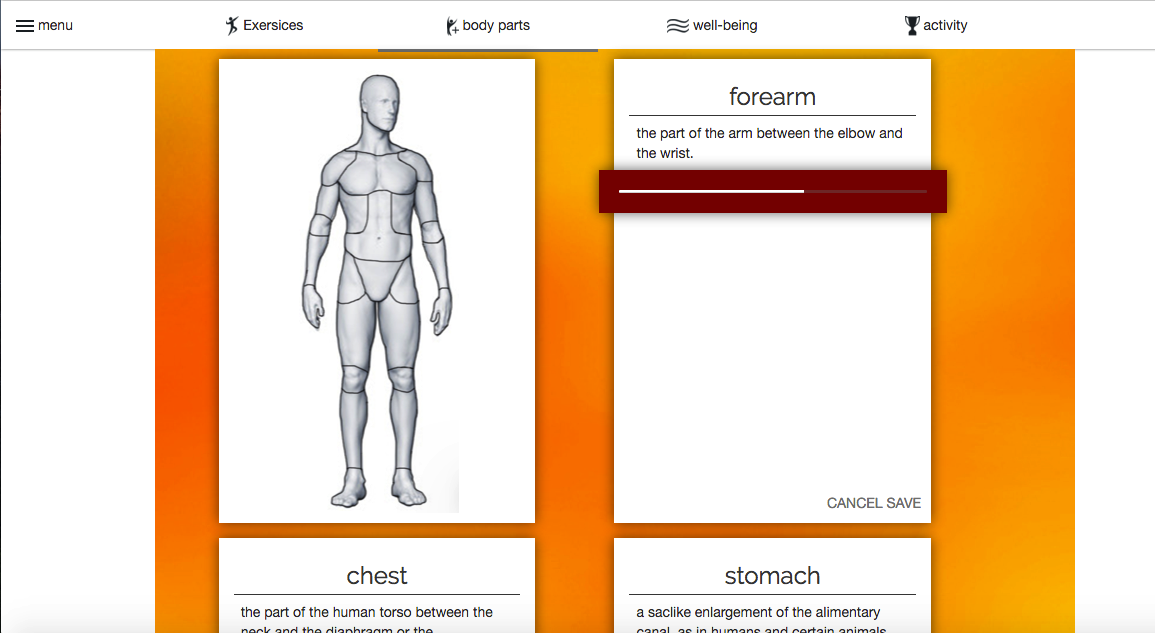 menu
Exersices
body parts
well-being
activity
forearm
the part of the arm between the elbow and
the wrist.
CANCEL SAVE
chest
the part of the human torso between the
neck and the diaphragm or the
stomach
a saclike enlargement of the alimentary
canal, as in humans and certain animals